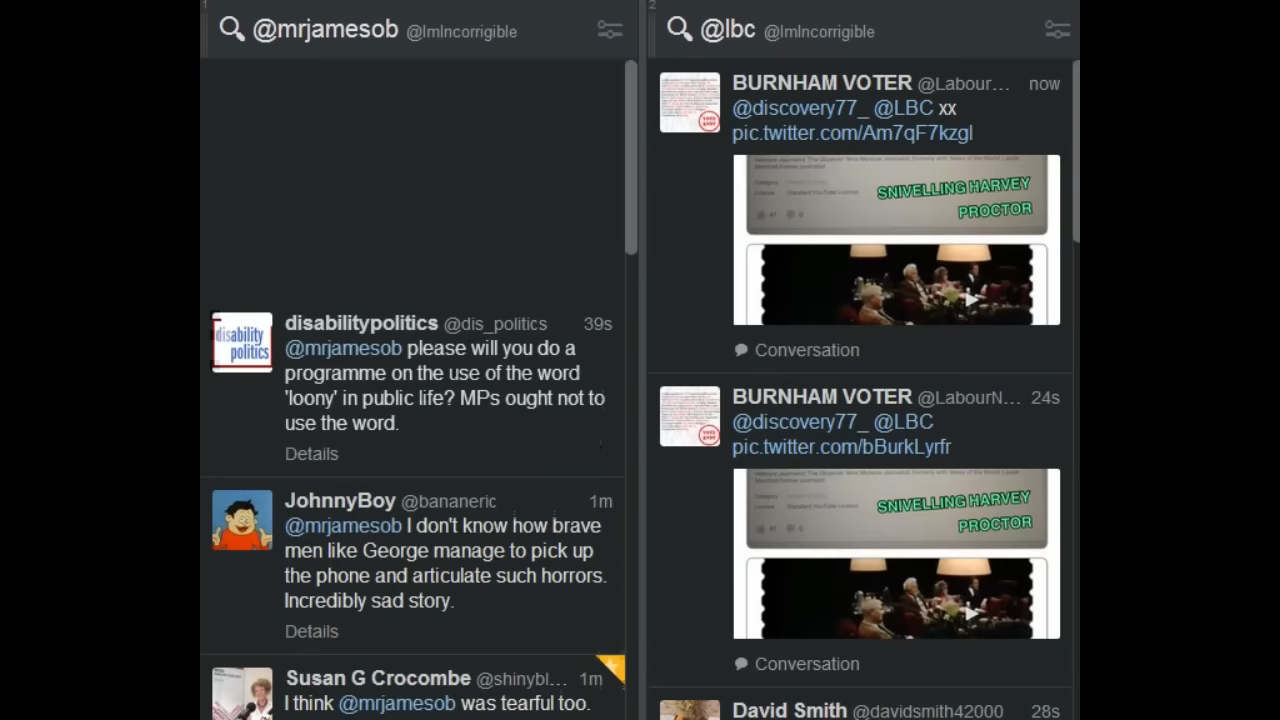 1
@mrjamesob @ImIncorrigible
disabilitypolitics @dis_politics 39s
@mrjamesob please will you do a
programme on the use of the word
'loony' in public life? MPs ought not to
use the word.
Details
disability
politics
JohnnyBoy @bananeric 1m
@mrjamesob I don't know how brave
men like George manage to pick up
the phone and articulate such horrors.
Incredibly sad story.
Details
Susan G Crocombe @shinybl... 1m
I think @mrjamesob was tearful too.
2
@lbc @ImIncorrigible
BURNHAM VOTER @Labour... now
@discovery77_ @LBC xx
pic.twitter.com/Am7qF7kzgl
SNIVELLING HARVEY
PROCTOR
Conversation
BURNHAM VOTER @LabourN... 24s
@discovery77_ @LBC
pic.twitter.com/bBurkLyrfr
SNIVELLING HARVEY
PROCTOR
Conversation
David Smith @davidsmith42000 28s